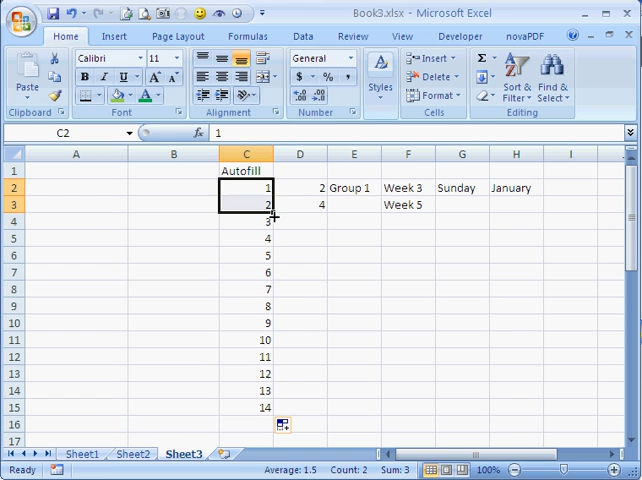 Book3.xlsx - Microsoft Excel
Home Insert Page Layout Formulas Data Review View Developer novaPDF
Calibri 11 General Σ Insert
B I U A A $ % , Delete
Paste A Styles Format Sort & Filter Find & Select
Clipboard Font Alignment Number Cells Editing
C2 fx 1
A B C D E F G H I
1 Autofill
2 1 2 Group 1 Week 3 Sunday January
3 2 4 Week 5
4 3
5 4
6 5
7 6
8 7
9 8
10 9
11 10
12 11
13 12
14 13
15 14
16
17
Sheet1 Sheet2 Sheet3
Ready Average: 1.5 Count: 2 Sum: 3 100%